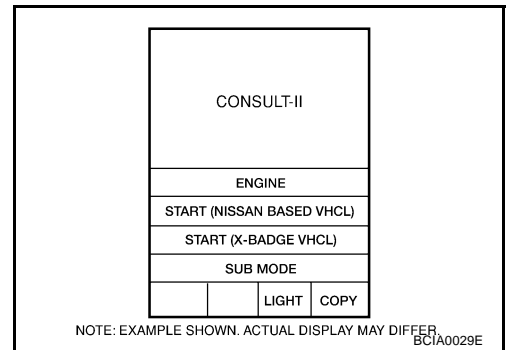 CONSULT-II
ENGINE
START (NISSAN BASED VHCL)
START (X-BADGE VHCL)
SUB MODE
LIGHT COPY
NOTE: EXAMPLE SHOWN. ACTUAL DISPLAY MAY DIFFER.
BCIA0029E